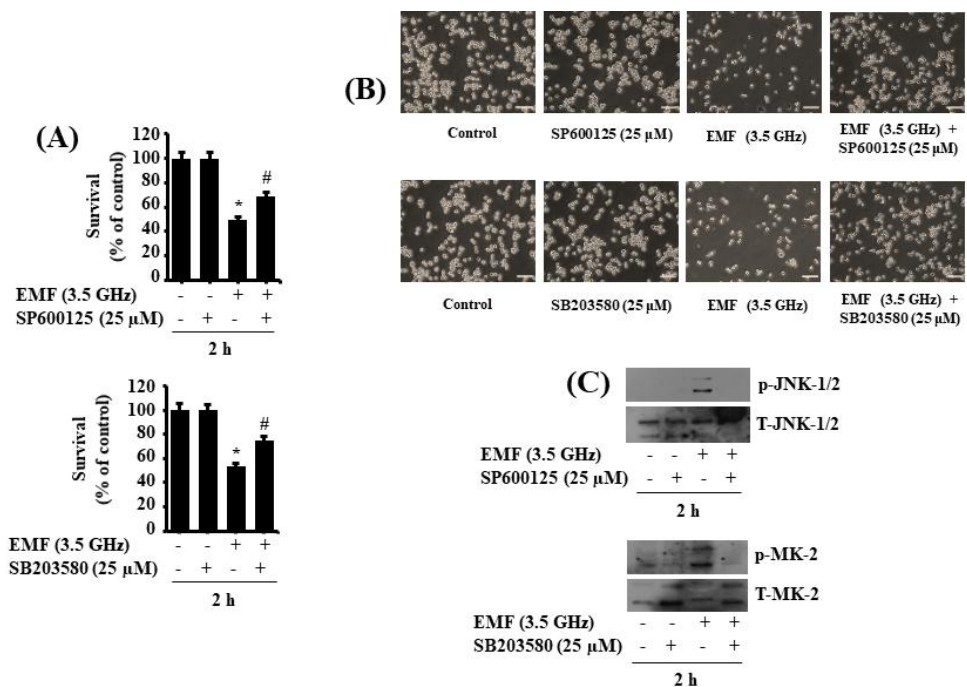 (A)
120
100
80
60
40
20
0
Survival
(% of control)
*
#
EMF (3.5 GHz) - - + +
SP600125 (25 µM) - + - +
2 h
120
100
80
60
40
20
0
Survival
(% of control)
*
#
EMF (3.5 GHz) - - + +
SB203580 (25 µM) - + - +
2 h
(B)
Control SP600125 (25 µM) EMF (3.5 GHz) EMF (3.5 GHz) +
SP600125 (25 µM)
Control SB203580 (25 µM) EMF (3.5 GHz) EMF (3.5 GHz) +
SB203580 (25 µM)
(C)
p-JNK-1/2
T-JNK-1/2
EMF (3.5 GHz) - - + +
SP600125 (25 µM) - + - +
2 h
p-MK-2
T-MK-2
EMF (3.5 GHz) - - + +
SB203580 (25 µM) - + - +
2 h